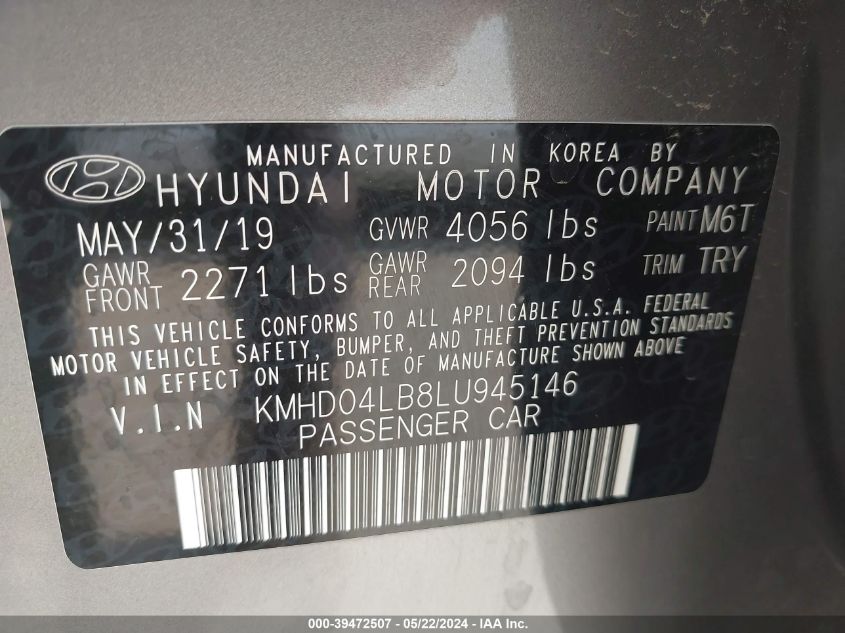 MANUFACTURED IN KOREA BY
HYUNDAI MOTOR COMPANY
MAY/31/19 GVWR 4056 lbs PAINT M6T
GAWR FRONT 2271 lbs GAWR REAR 2094 lbs TRIM TRY
THIS VEHICLE CONFORMS TO ALL APPLICABLE U.S.A. FEDERAL
MOTOR VEHICLE SAFETY, BUMPER, AND THEFT PREVENTION STANDARDS
IN EFFECT ON THE DATE OF MANUFACTURE SHOWN ABOVE
V.I.N KMHD04LB8LU945146
PASSENGER CAR
000-39472507 - 05/22/2024 - IAA Inc.